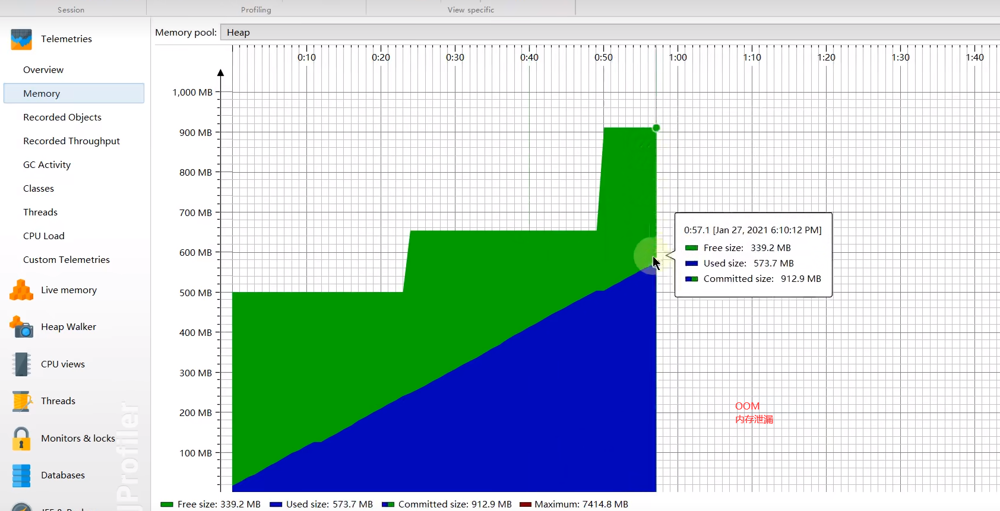 Session Profiling View specific
Telemetries
Overview
Memory
Recorded Objects
Recorded Throughput
GC Activity
Classes
Threads
CPU Load
Custom Telemetries
Live memory
Heap Walker
CPU views
Threads
Monitors & locks
Databases
JProfiler
Memory pool: Heap
0:10 0:20 0:30 0:40 0:50 1:00 1:10 1:20 1:30 1:40
1,000 MB
900 MB
800 MB
700 MB
600 MB
500 MB
400 MB
300 MB
200 MB
100 MB
0:57.1 [Jan 27, 2021 6:10:12 PM]
Free size: 339.2 MB
Used size: 573.7 MB
Committed size: 912.9 MB
OOM
内存泄漏
Free size: 339.2 MB Used size: 573.7 MB Committed size: 912.9 MB Maximum: 7414.8 MB